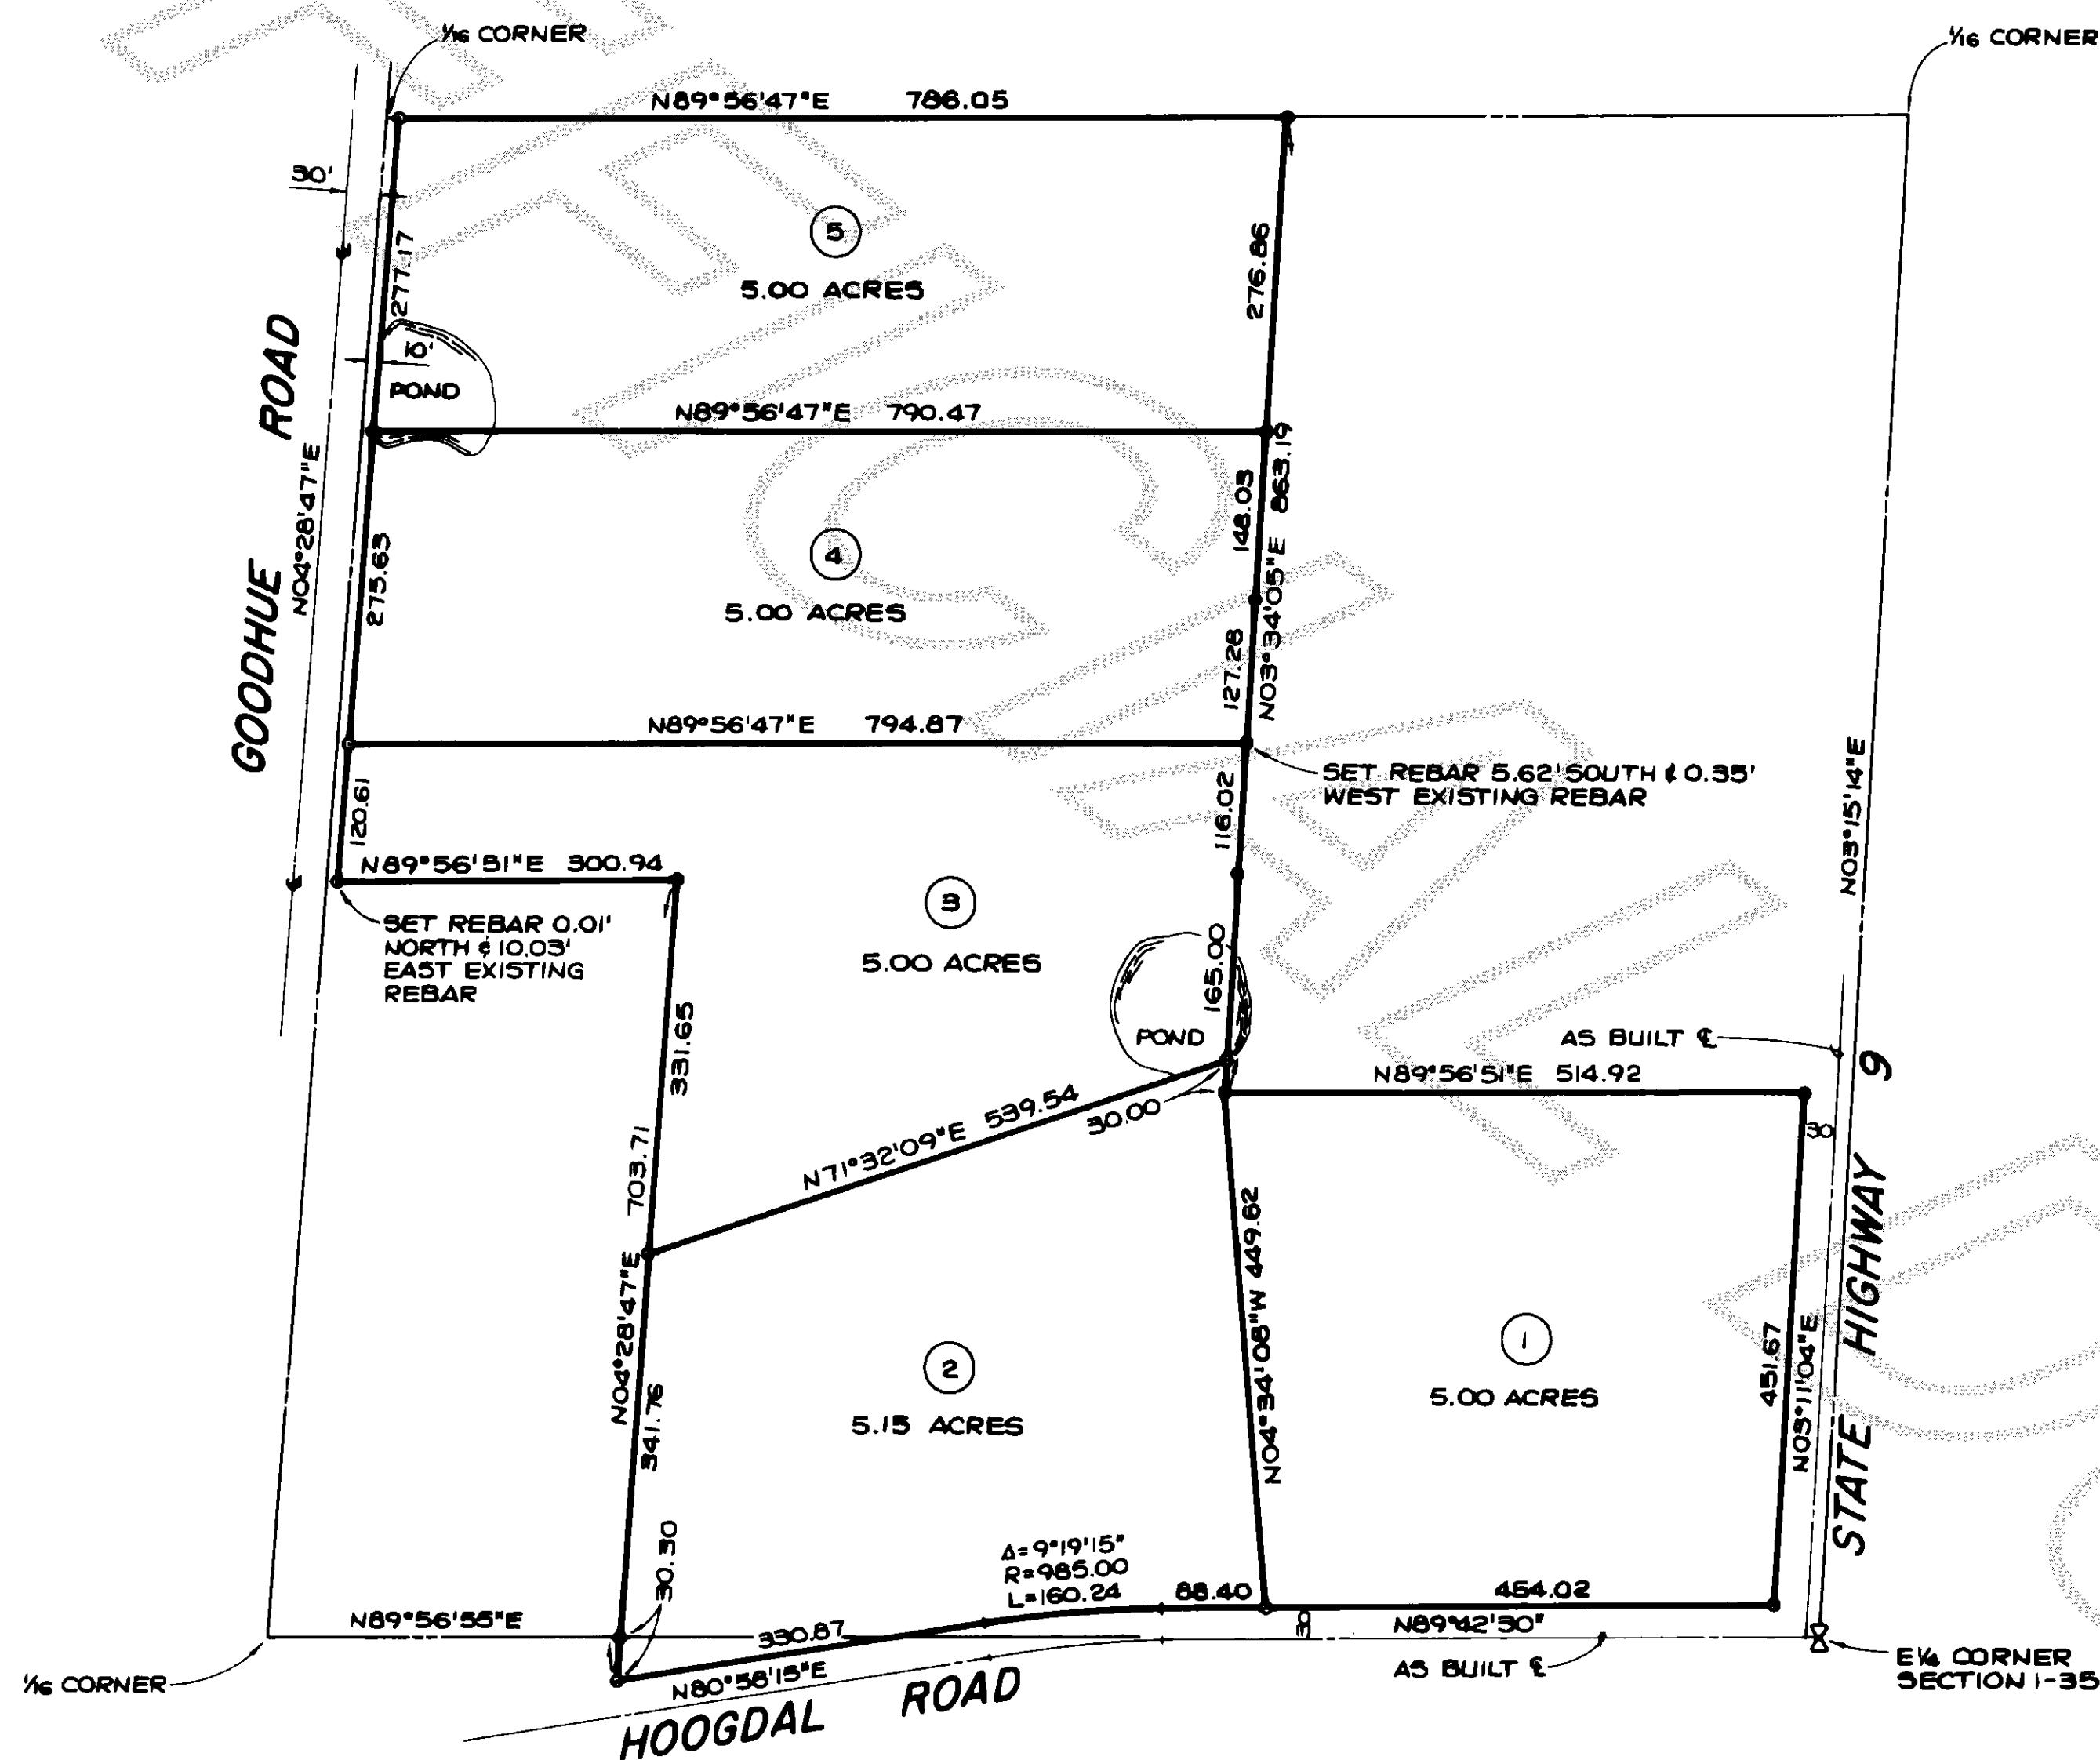 1/16 CORNER
1/16 CORNER
N89°56'47"E 786.05
30'
277.17
5
5.00 ACRES
276.86
10'
POND
GOODHUE ROAD
N04°28'47"E
N89°56'47"E 790.47
275.63
4
5.00 ACRES
148.03
N03°34'05"E 863.19
127.28
N89°56'47"E 794.87
SET REBAR 5.62' SOUTH & 0.35'
WEST EXISTING REBAR
120.61
116.02
N03°15'14"E
N89°56'51"E 300.94
SET REBAR 0.01'
NORTH & 10.03'
EAST EXISTING
REBAR
3
5.00 ACRES
165.00
POND
331.65
AS BUILT ℄
N89°56'51"E 514.92
N71°32'09"E 539.54
30.00
30
STATE HIGHWAY 9
N04°28'47"E 703.71
N04°34'08"W 449.62
451.67
N03°11'04"E
1
5.00 ACRES
2
5.15 ACRES
341.76
30.30
Δ=9°19'15"
R=985.00
L=160.24
88.40
454.02
N89°42'30"
30
N89°56'55"E
330.87
N80°58'15"E
AS BUILT ℄
1/16 CORNER
HOOGDAL ROAD
E1/4 CORNER
SECTION 1-35